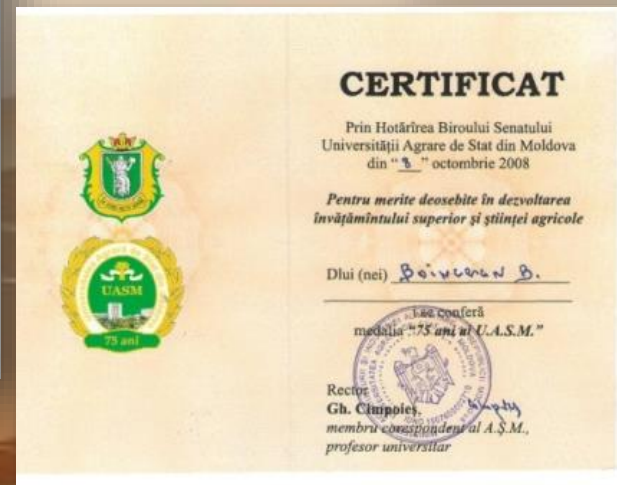 UASM
75 ani
CERTIFICAT
Prin Hotărîrea Biroului Senatului
Universității Agrare de Stat din Moldova
din “8” octombrie 2008
Pentru merite deosebite în dezvoltarea
învățămîntului superior și științei agricole
Dlui (nei) Boincean B.
i se conferă
medalia “75 ani ai U.A.S.M.”
Rector
Gh. Cimpoieș,
membru corespondent al A.Ș.M.,
profesor universitar